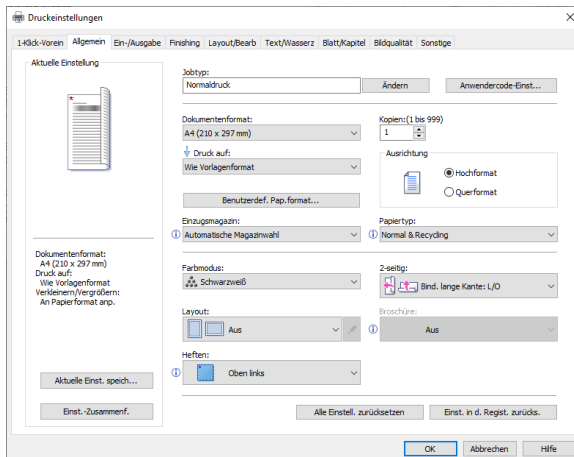 Druckeinstellungen
1-Klick-Vorein Allgemein Ein-/Ausgabe Finishing Layout/Bearb Text/Wasserz Blatt/Kapitel Bildqualität Sonstige
Aktuelle Einstellung
Jobtyp:
Normaldruck
Ändern
Anwendercode-Einst...
Dokumentenformat:
A4 (210 x 297 mm)
Kopien:(1 bis 999)
1
Druck auf:
Wie Vorlagenformat
Ausrichtung
Hochformat
Querformat
Benutzerdef. Pap.format...
Einzugsmagazin:
Automatische Magazinwahl
Papiertyp:
Normal & Recycling
Dokumentenformat:
A4 (210 x 297 mm)
Druck auf:
Wie Vorlagenformat
Verkleinern/Vergrößern:
An Papierformat anp.
Farbmodus:
Schwarzweiß
2-seitig:
Bind. lange Kante: L/O
Layout:
Aus
Broschüre:
Aus
Heften:
Oben links
Aktuelle Einst. speich...
Einst.-Zusammenf.
Alle Einstell. zurücksetzen
Einst. in d. Regist. zurücks.
OK
Abbrechen
Hilfe